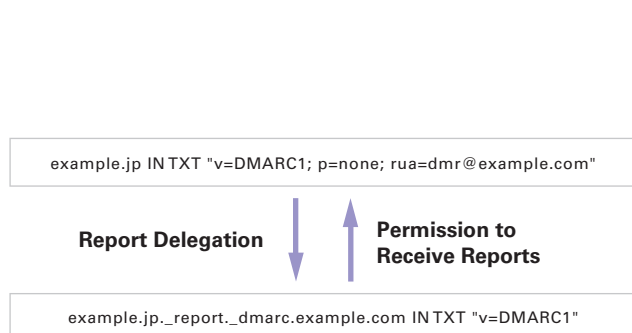 example.jp IN TXT "v=DMARC1; p=none; rua=dmr@example.com"
Report Delegation
Permission to
Receive Reports
example.jp._report._dmarc.example.com IN TXT "v=DMARC1"